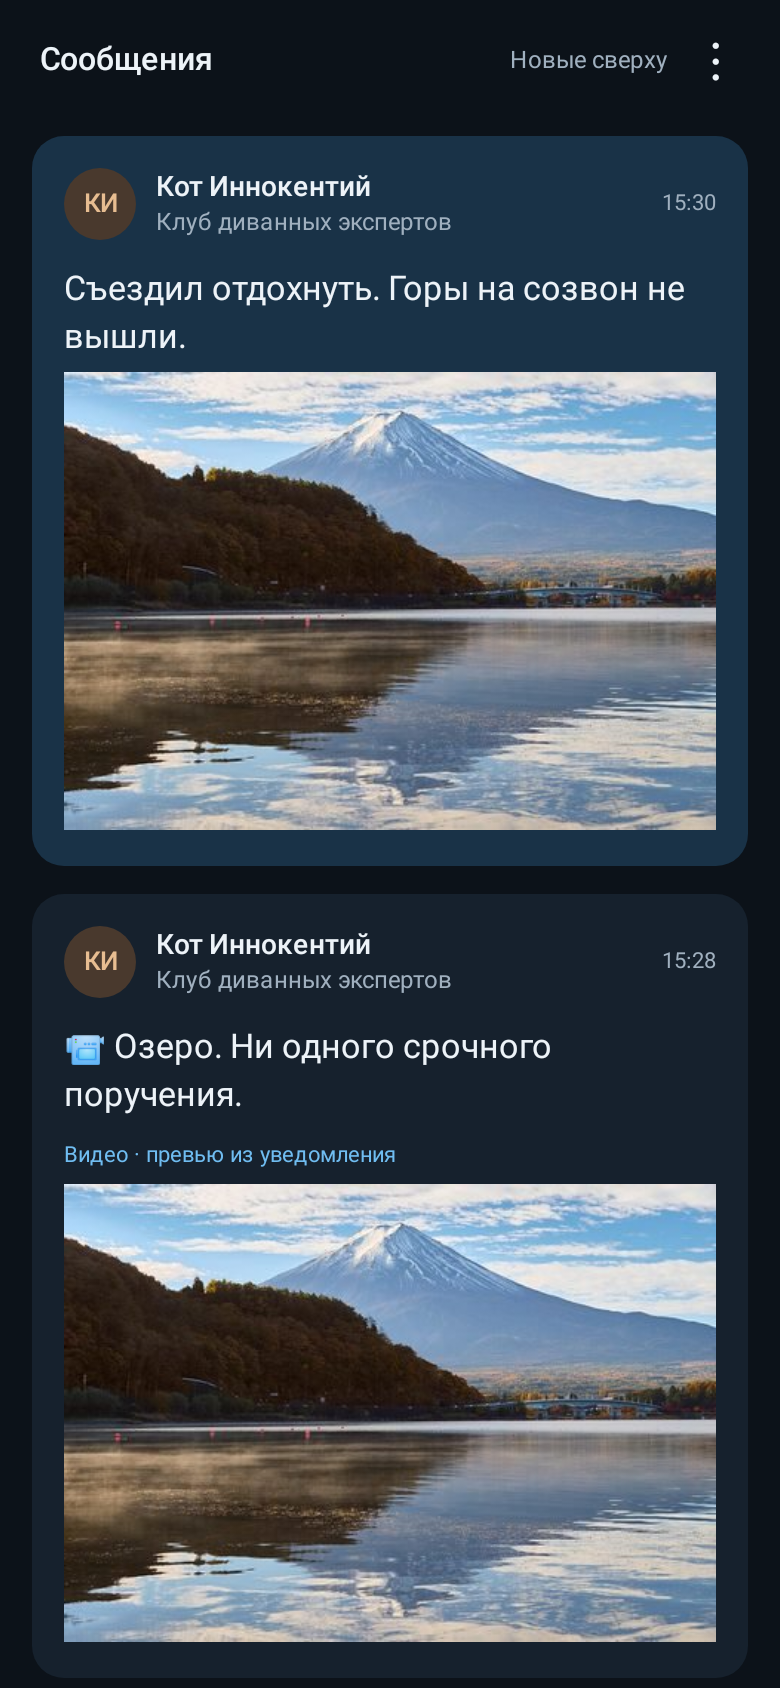 Сообщения
Новые сверху
КИ
Кот Иннокентий
Клуб диванных экспертов
15:30
Съездил отдохнуть. Горы на созвон не
вышли.
КИ
Кот Иннокентий
Клуб диванных экспертов
15:28
Озеро. Ни одного срочного
поручения.
Видео · превью из уведомления